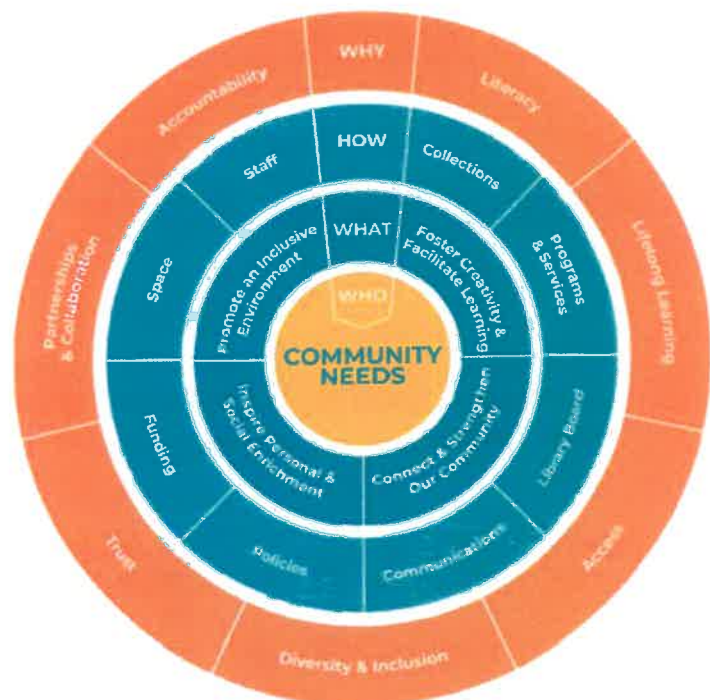 WHY
Literacy
Lifelong Learning
Access
Diversity & Inclusion
Trust
Partnerships
& Collaboration
Accountability
HOW
Collections
Programs
& Services
Library Board
Communications
Policies
Funding
Space
Staff
WHAT
Foster Creativity &
Facilitate Learning
Connect & Strengthen
Our Community
Inspire Personal &
Social Enrichment
Promote an Inclusive
Environment
WHO
COMMUNITY
NEEDS